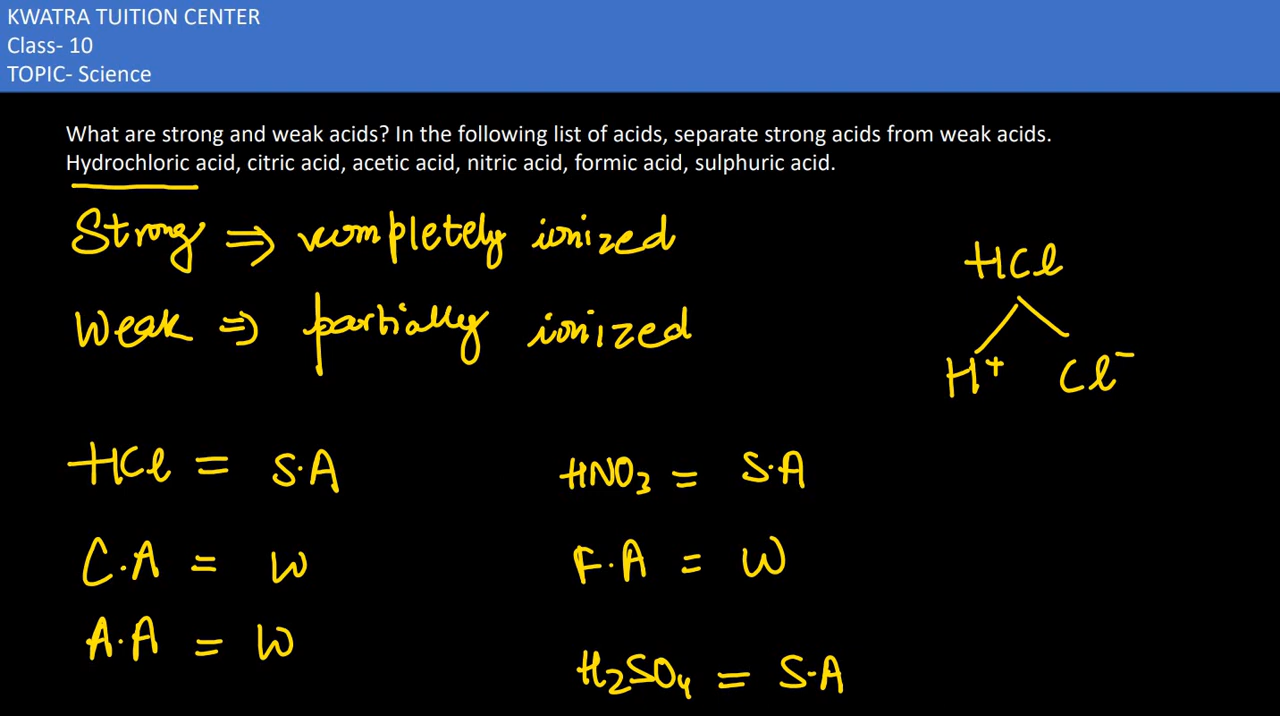 KWATRA TUITION CENTER
Class- 10
TOPIC- Science
What are strong and weak acids? In the following list of acids, separate strong acids from weak acids.
Hydrochloric acid, citric acid, acetic acid, nitric acid, formic acid, sulphuric acid.
Strong ⇒ completely ionized
Weak ⇒ partially ionized
HCl
H⁺ Cl⁻
HCl = S.A
C.A = W
A.A = W
HNO₃ = S.A
F.A = W
H₂SO₄ = S.A